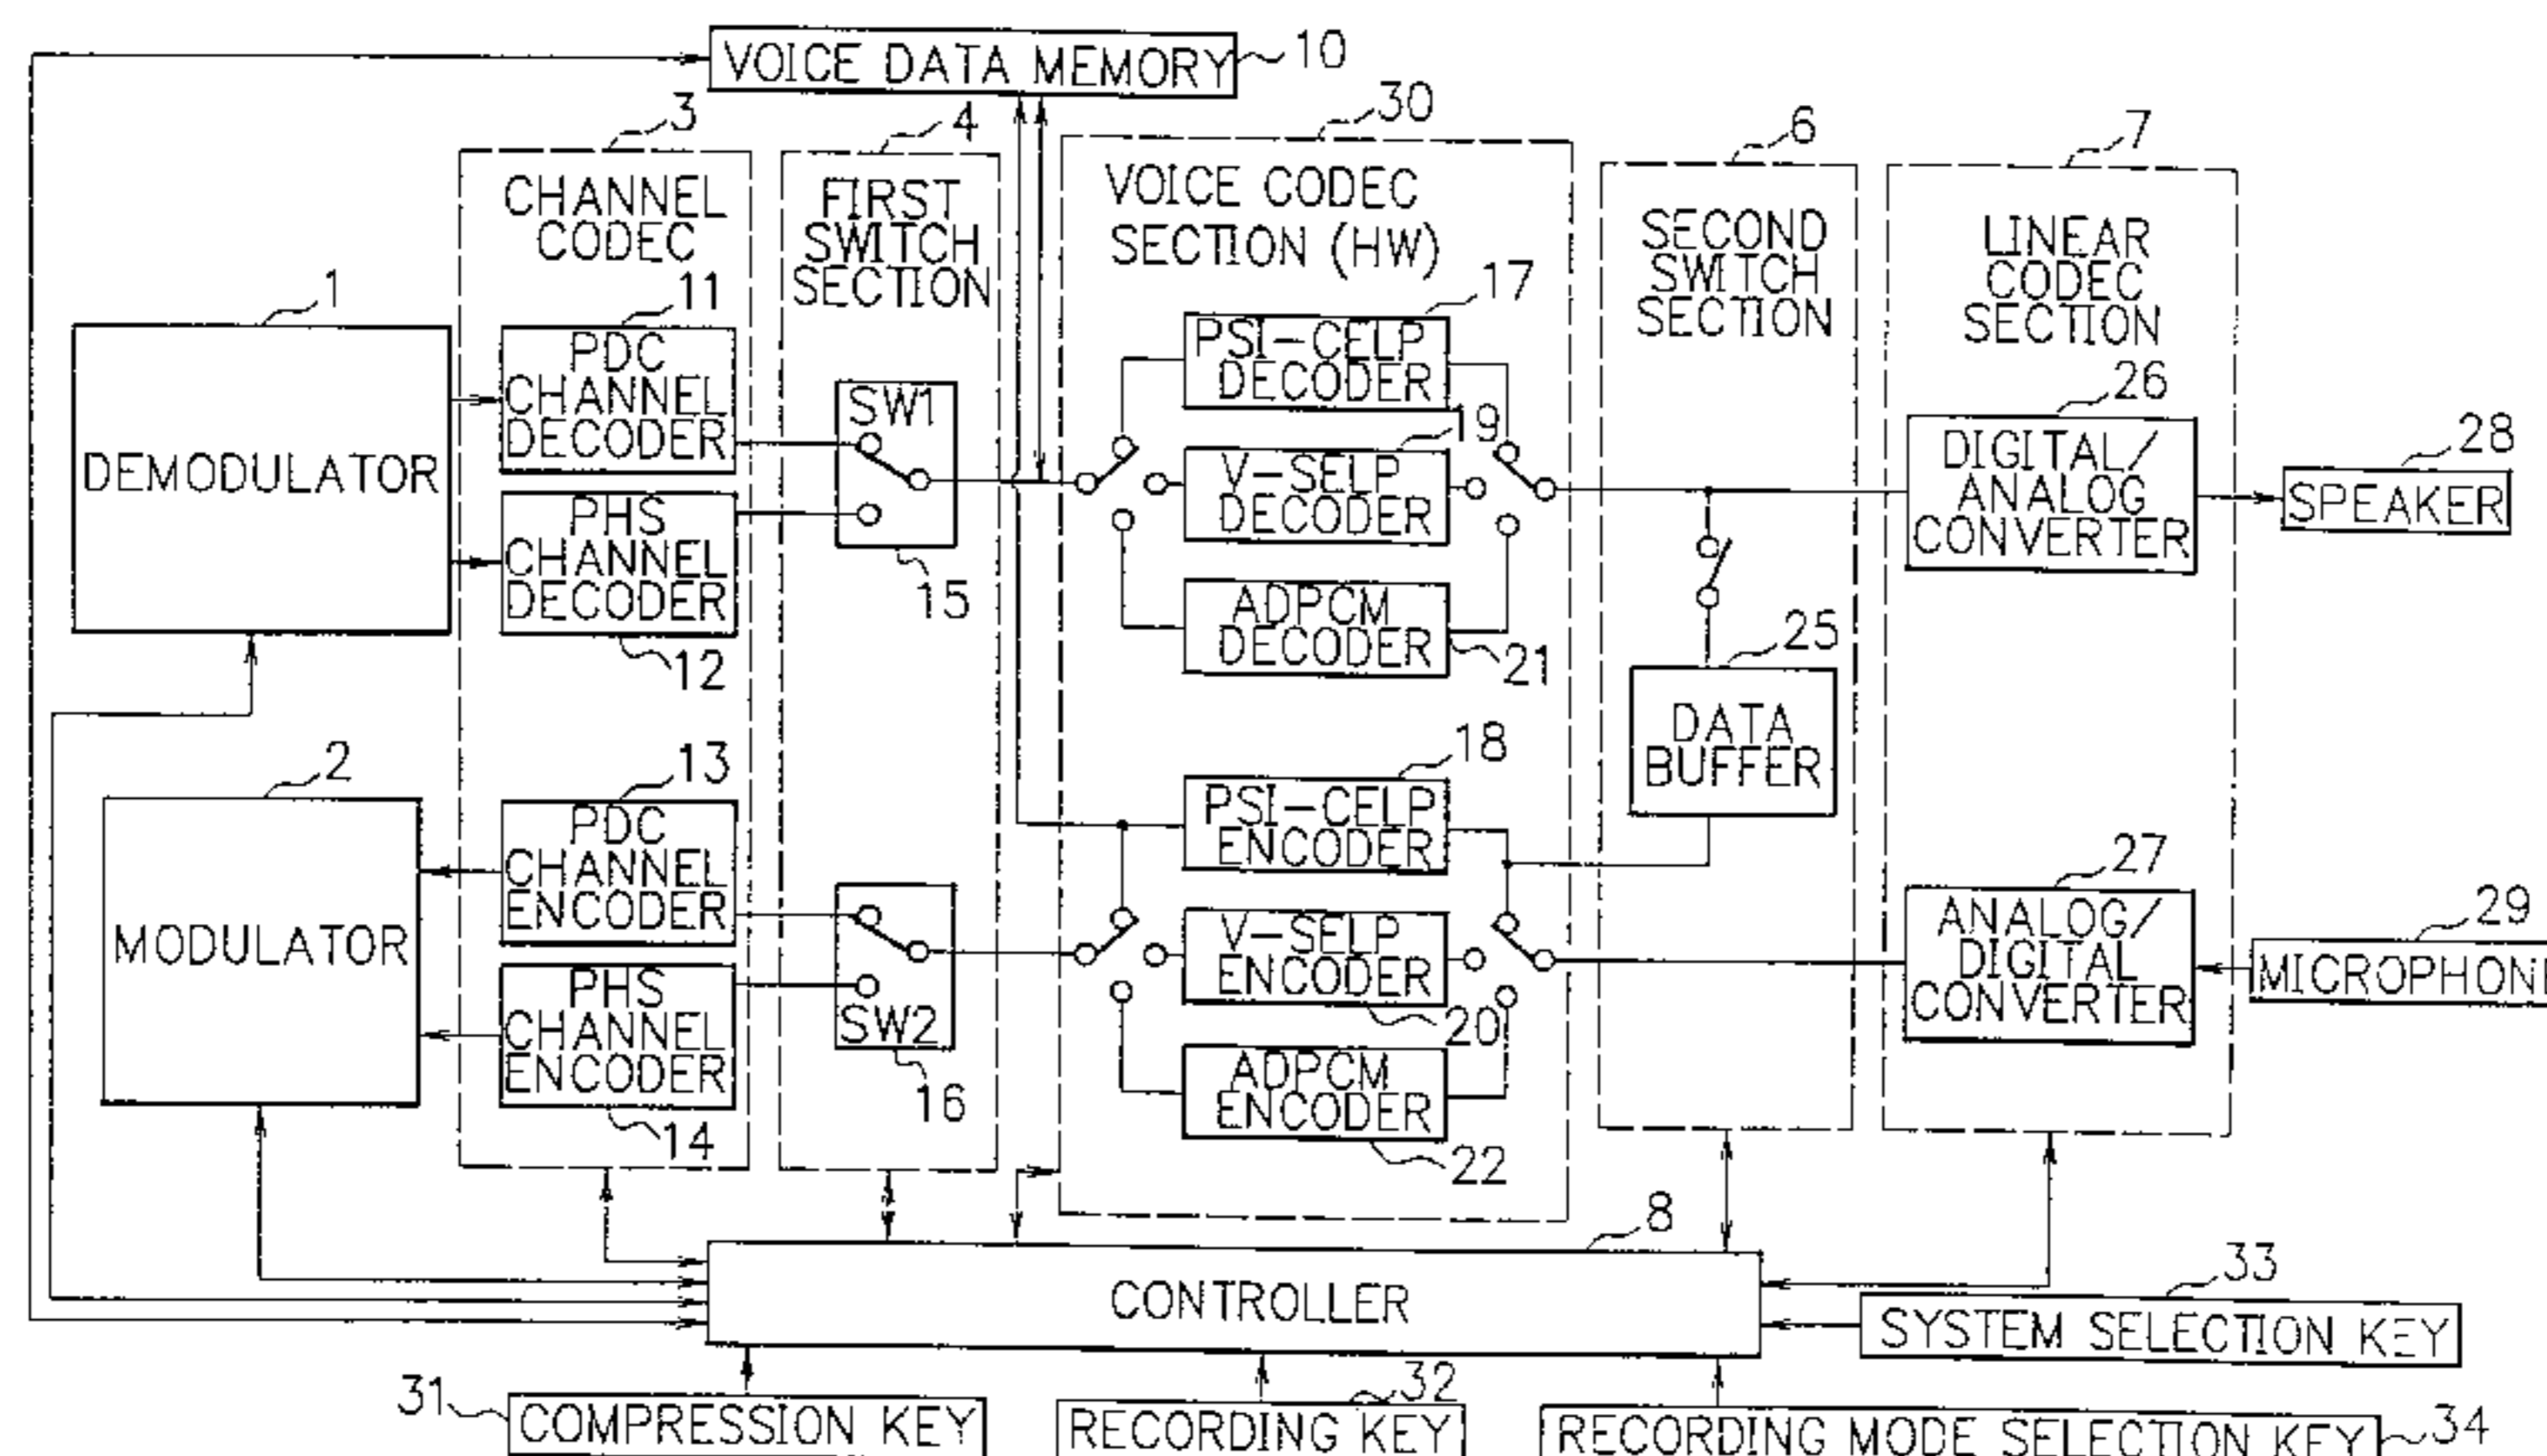 VOICE DATA MEMORY
10
3
4
30
6
7
CHANNEL
CODEC
FIRST
SWITCH
SECTION
VOICE CODEC
SECTION (HW)
SECOND
SWITCH
SECTION
LINEAR
CODEC
SECTION
1
DEMODULATOR
11
PDC
CHANNEL
DECODER
PHS
CHANNEL
DECODER
12
SW1
15
17
PSI-CELP
DECODER
19
V-SELP
DECODER
ADPCM
DECODER
21
25
DATA
BUFFER
26
DIGITAL/
ANALOG
CONVERTER
28
SPEAKER
2
MODULATOR
13
PDC
CHANNEL
ENCODER
PHS
CHANNEL
ENCODER
14
SW2
16
18
PSI-CELP
ENCODER
V-SELP
ENCODER
20
ADPCM
ENCODER
22
27
ANALOG/
DIGITAL
CONVERTER
29
MICROPHON
8
CONTROLLER
33
SYSTEM SELECTION KEY
31
COMPRESSION KEY
32
RECORDING KEY
RECORDING MODE SELECTION KEY
34